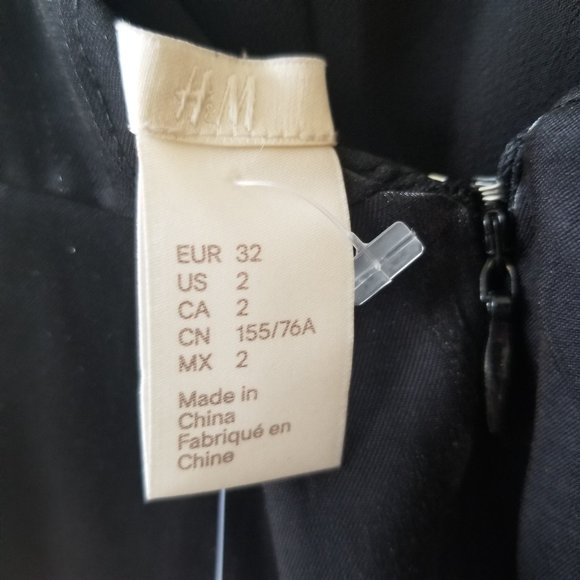 H&M
EUR 32
US 2
CA 2
CN 155/76A
MX 2
Made in
China
Fabriqué en
Chine